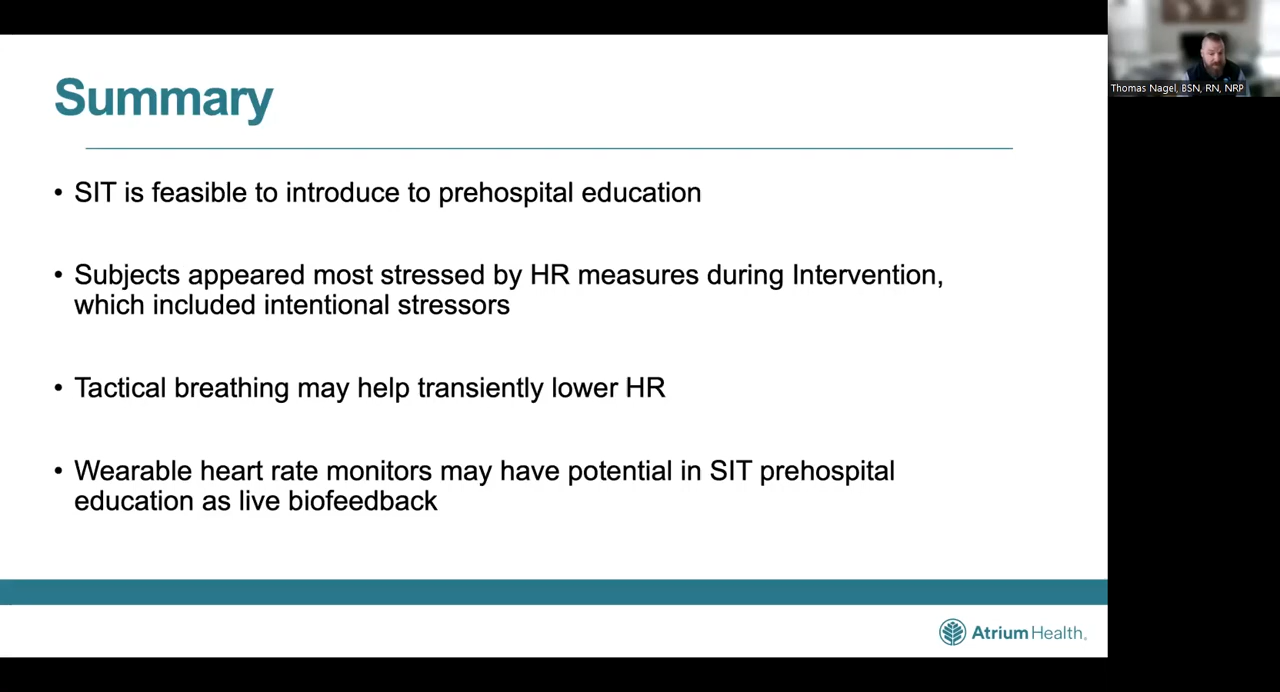 Summary
• SIT is feasible to introduce to prehospital education
• Subjects appeared most stressed by HR measures during Intervention,
which included intentional stressors
• Tactical breathing may help transiently lower HR
• Wearable heart rate monitors may have potential in SIT prehospital
education as live biofeedback
Atrium Health.
Thomas Nagel, BSN, RN, NRP